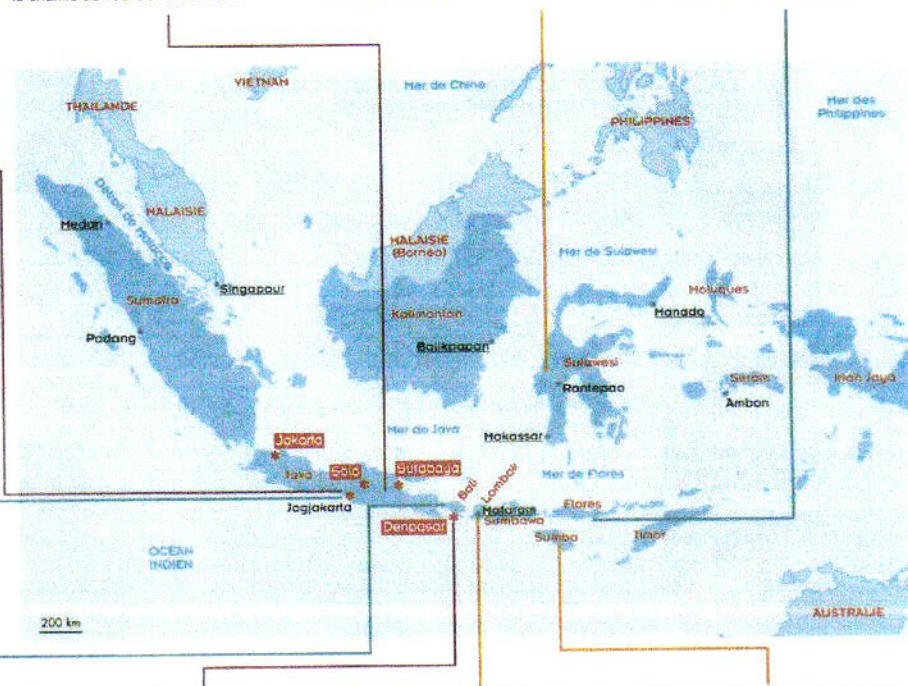 VIETNAM
Mer de Chine
THAILANDE
PHILIPPINES
Mer des
Philippines
Détroit de Malacca
MALAISIE
Medan
MALAISIE
(Borneo)
Mer de Sulawesi
Singapour
Moluques
Sumatra
Kalimantan
Manado
Padang
Balikpapan
Sulawesi
Seram
Irian Jaya
Rantepao
Ambon
Mer de Java
Makassar
Jakarta
Mer de Flores
Java
Solo
Surabaya
Bali
Lombok
Jogjakarta
Mataram
Flores
Denpasar
Sumbawa
Sumba
Timor
OCÉAN
INDIEN
200 km
AUSTRALIE